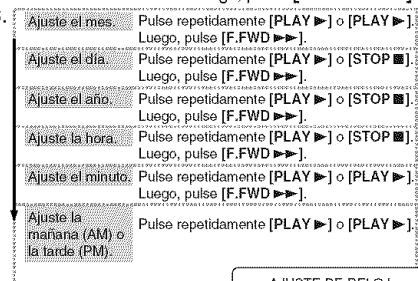 Ajuste el mes. Pulse repetidamente [PLAY ▶] o [PLAY ▶].
Luego, pulse [F.FWD ▶▶].
Ajuste el día. Pulse repetidamente [PLAY ▶] o [STOP ■].
Luego, pulse [F.FWD ▶▶].
Ajuste el año. Pulse repetidamente [PLAY ▶] o [STOP ■].
Luego, pulse [F.FWD ▶▶].
Ajuste la hora. Pulse repetidamente [PLAY ▶] o [STOP ■].
Luego, pulse [F.FWD ▶▶].
Ajuste el minuto. Pulse repetidamente [PLAY ▶] o [PLAY ▶].
Luego, pulse [F.FWD ▶▶].
Ajuste la
mañana (AM) o Pulse repetidamente [PLAY ▶] o [PLAY ▶].
la tarde (PM).